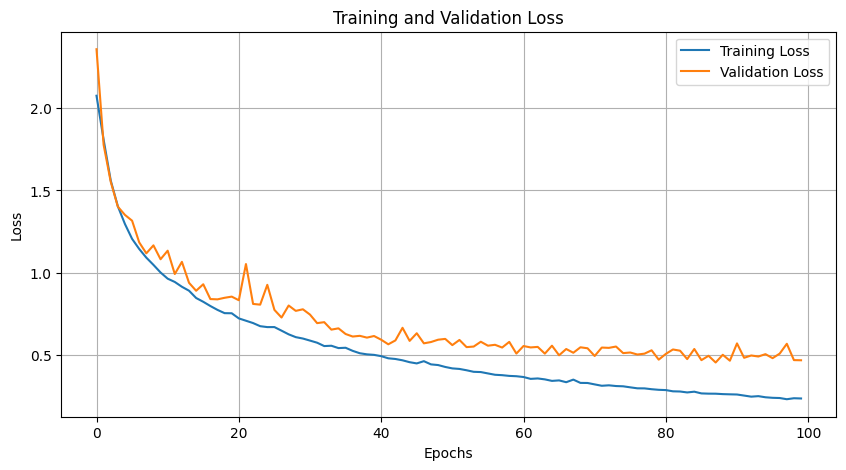 Training and Validation Loss
Training Loss
Validation Loss
Loss
2.0
1.5
1.0
0.5
0
20
40
60
80
100
Epochs